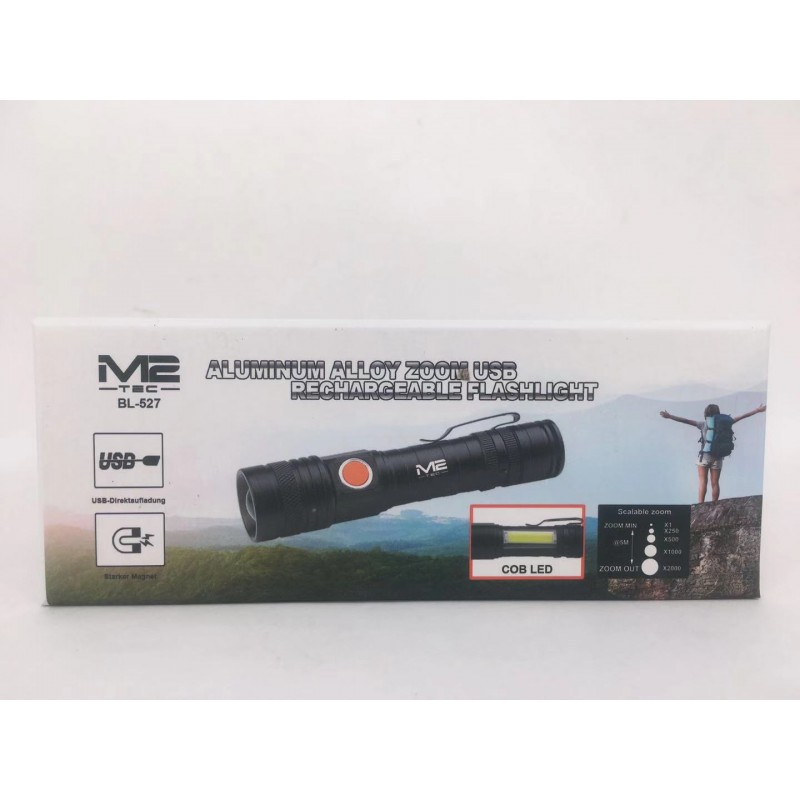 M2
TEC
BL-527
ALUMINUM ALLOY ZOOM USB
RECHARGEABLE FLASHLIGHT
USB
USB-Direktaufladung
Starker Magnet
M2
COB LED
Scalable zoom
ZOOM MIN
@5M
ZOOM OUT
X1
X250
X500
X1000
X2000